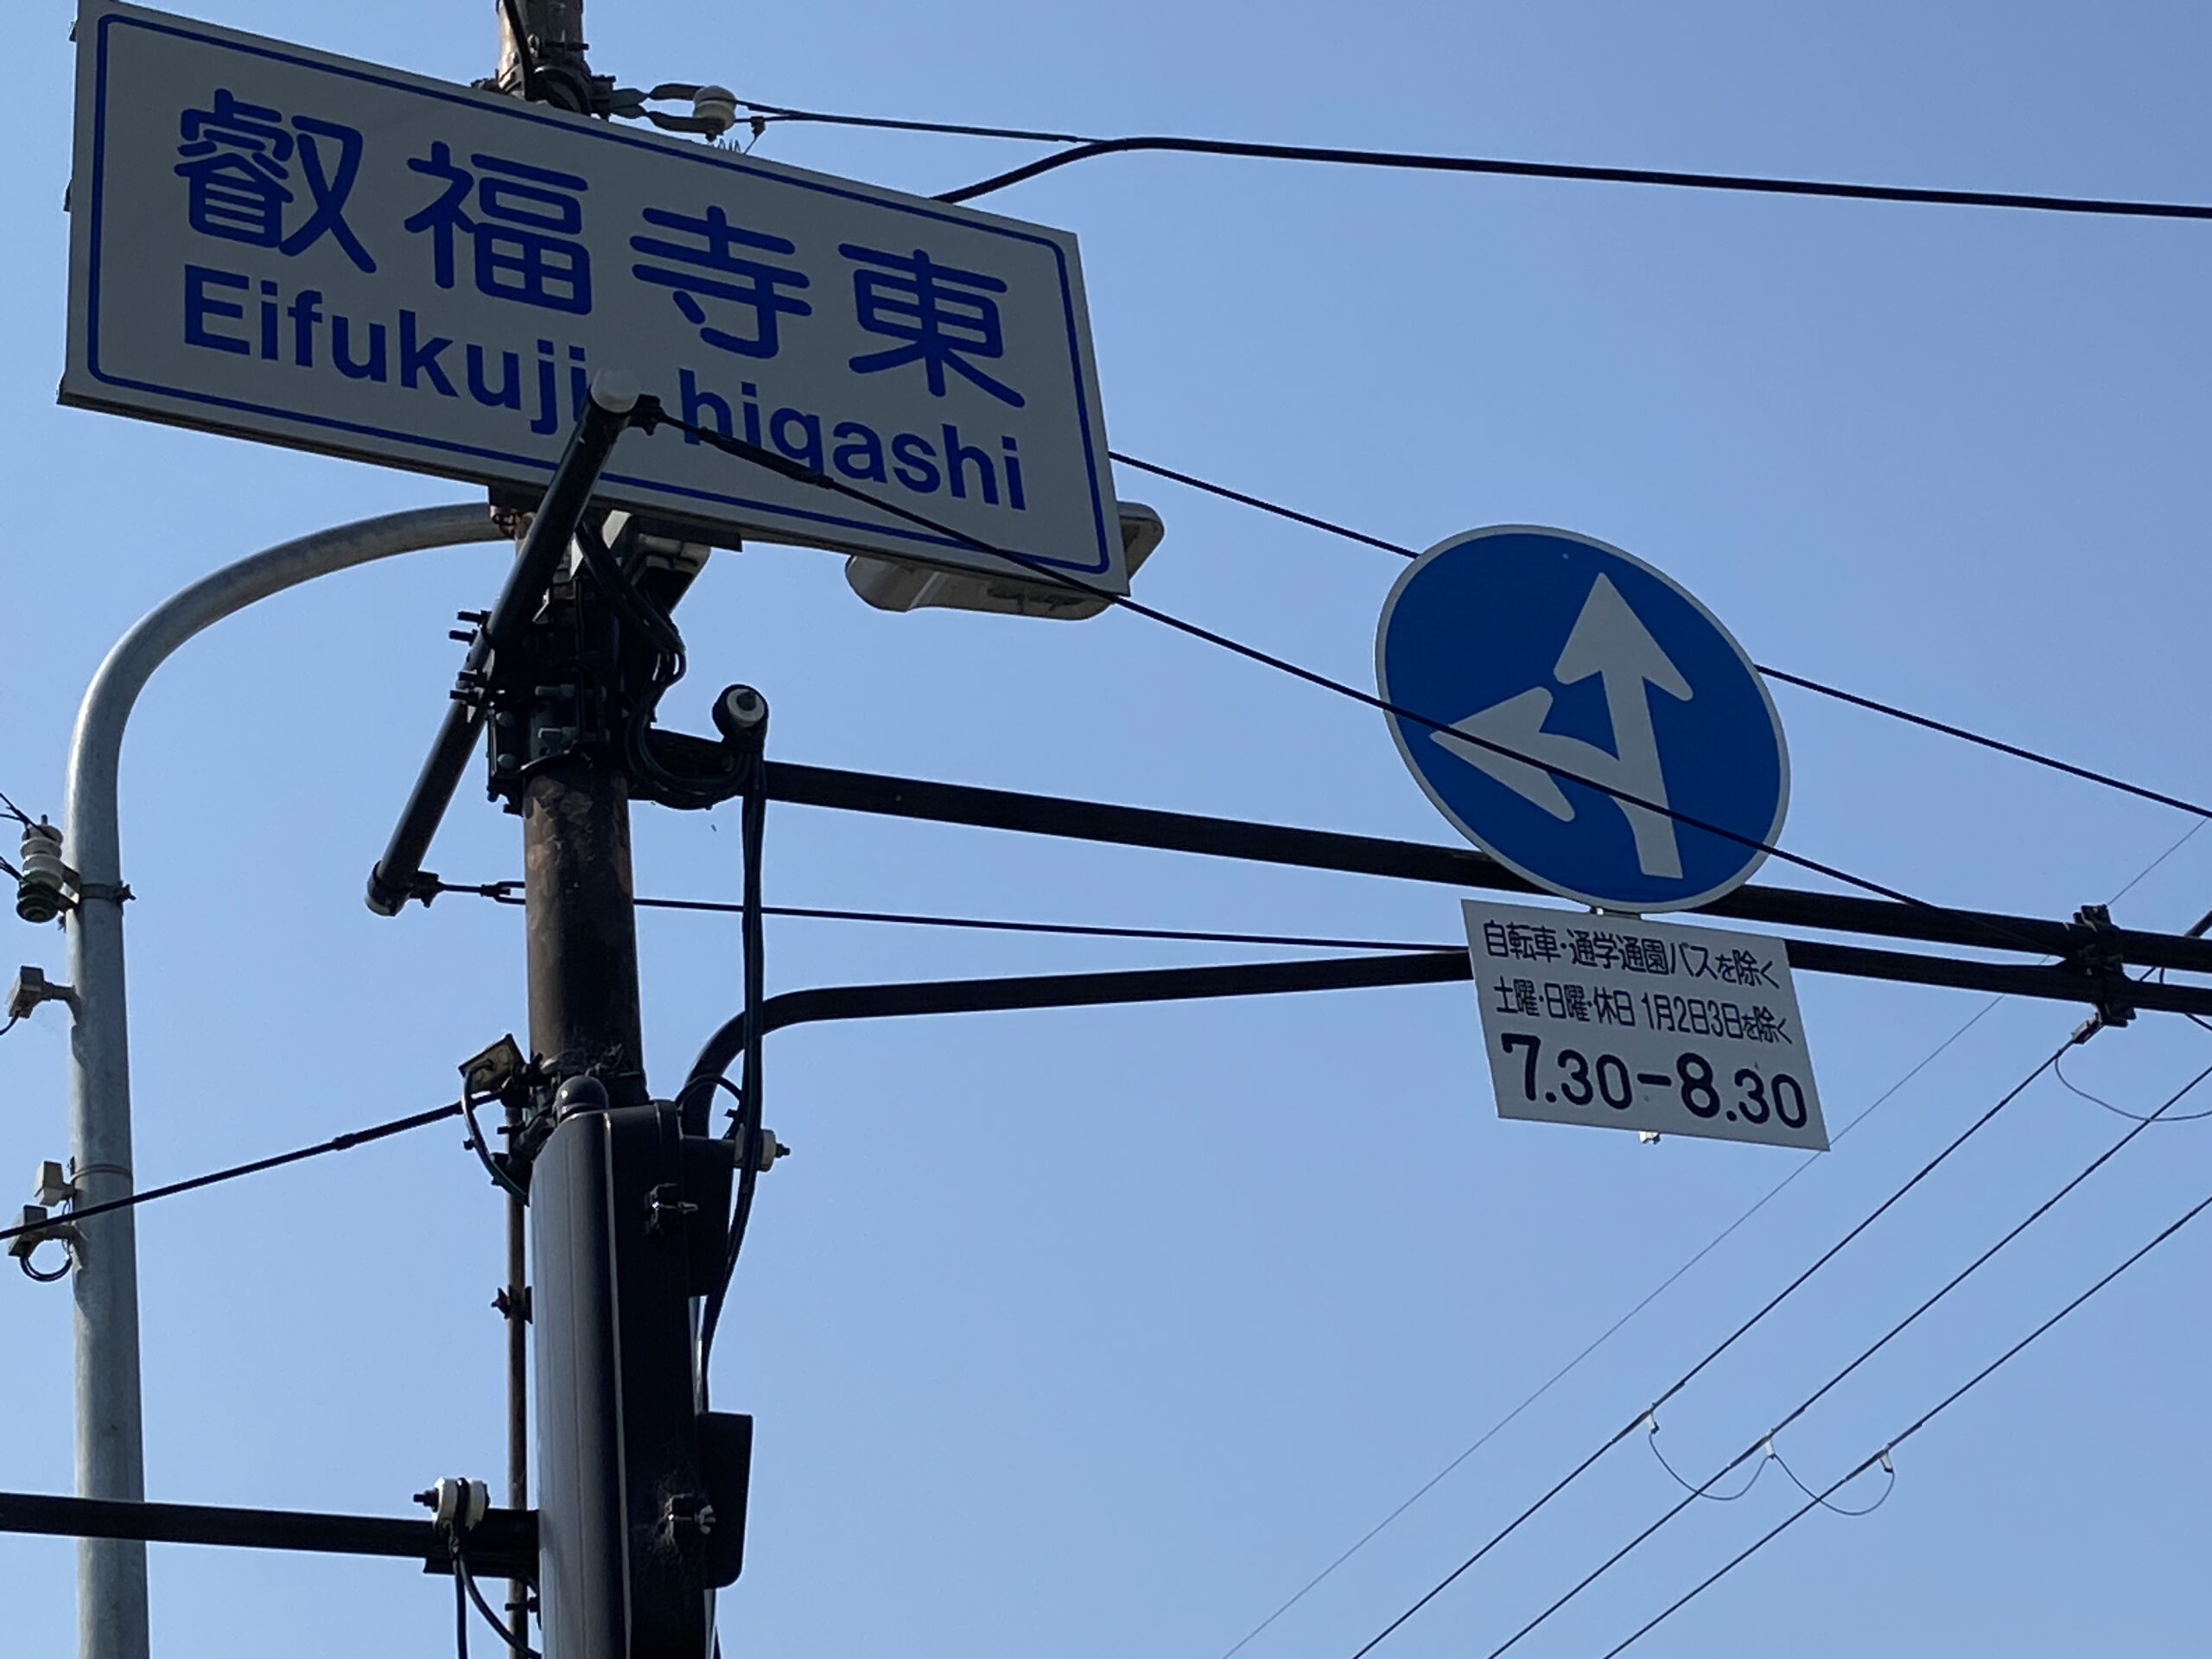 叡福寺東
Eifukuji-higashi
自転車・通学通園バスを除く
土曜・日曜・休日 1月2日3日を除く
7.30-8.30